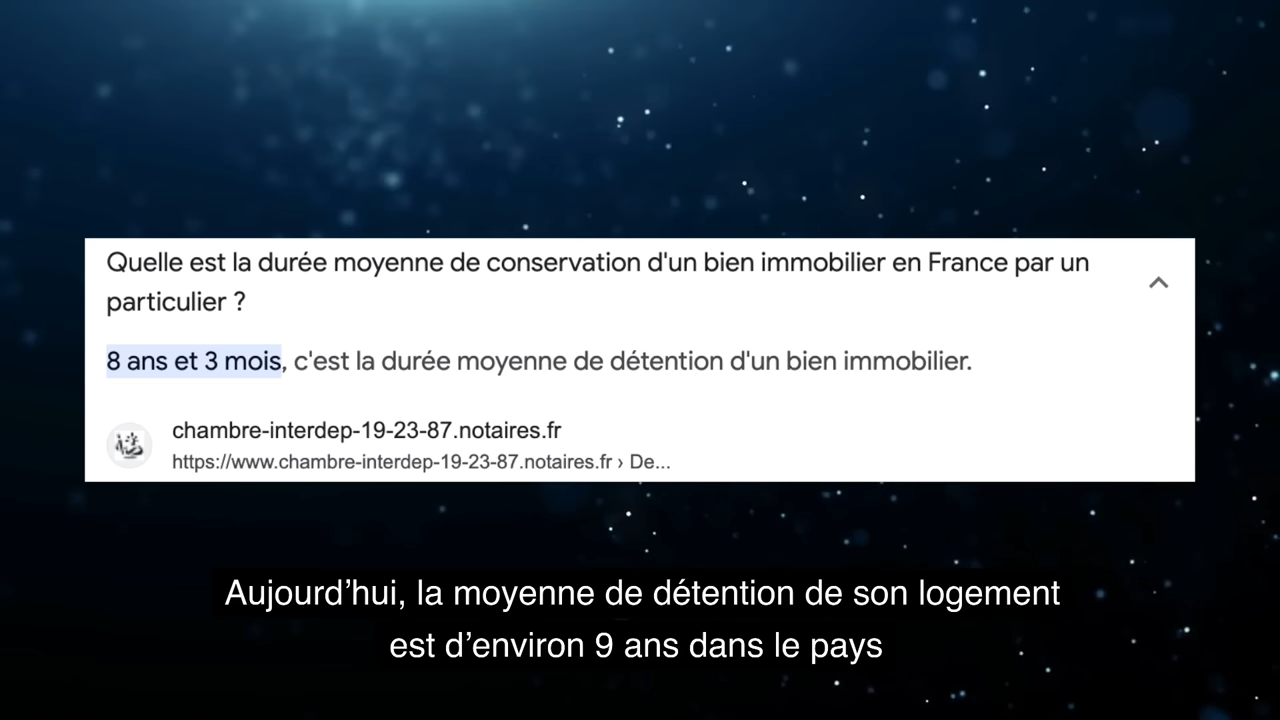 Quelle est la durée moyenne de conservation d'un bien immobilier en France par un
particulier ?
8 ans et 3 mois, c'est la durée moyenne de détention d'un bien immobilier.
chambre-interdep-19-23-87.notaires.fr
https://www.chambre-interdep-19-23-87.notaires.fr › De...
Aujourd’hui, la moyenne de détention de son logement
est d’environ 9 ans dans le pays